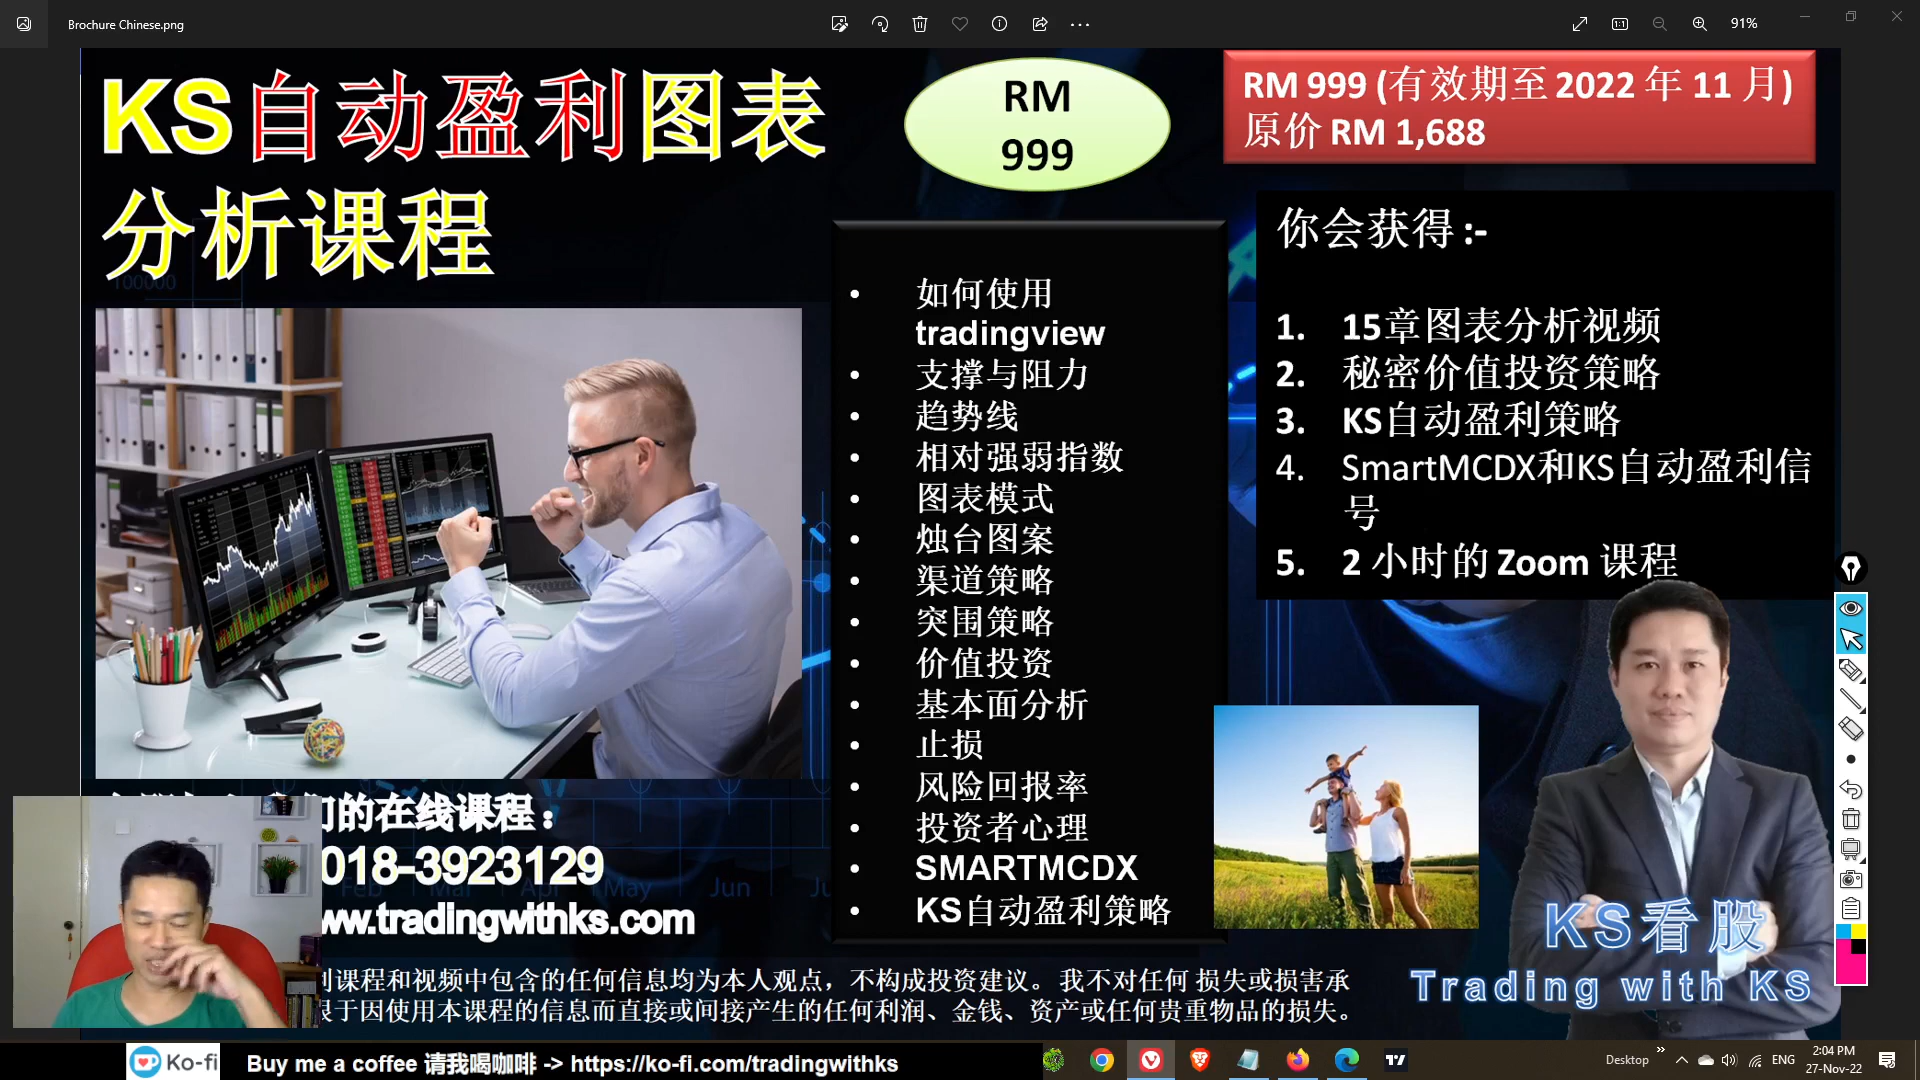 Brochure Chinese.png
91%
KS自动盈利图表
分析课程
RM
999
RM 999 (有效期至 2022 年 11 月)
原价 RM 1,688
• 如何使用
tradingview
• 支撑与阻力
• 趋势线
• 相对强弱指数
• 图表模式
• 烛台图案
• 渠道策略
• 突围策略
• 价值投资
• 基本面分析
• 止损
• 风险回报率
• 投资者心理
• SMARTMCDX
• KS自动盈利策略
你会获得 :-
1. 15章图表分析视频
2. 秘密价值投资策略
3. KS自动盈利策略
4. SmartMCDX和KS自动盈利信
号
5. 2 小时的 Zoom 课程
100000
的在线课程：
018-3923129
Feb Mar Apr May Jun
ww.tradingwithks.com
KS看股
Trading with KS
课程和视频中包含的任何信息均为本人观点，不构成投资建议。我不对任何 损失或损害承
限于因使用本课程的信息而直接或间接产生的任何利润、金钱、资产或任何贵重物品的损失。
Ko-fi
Buy me a coffee 请我喝咖啡 -> https://ko-fi.com/tradingwithks
Desktop
ENG
2:04 PM
27-Nov-22